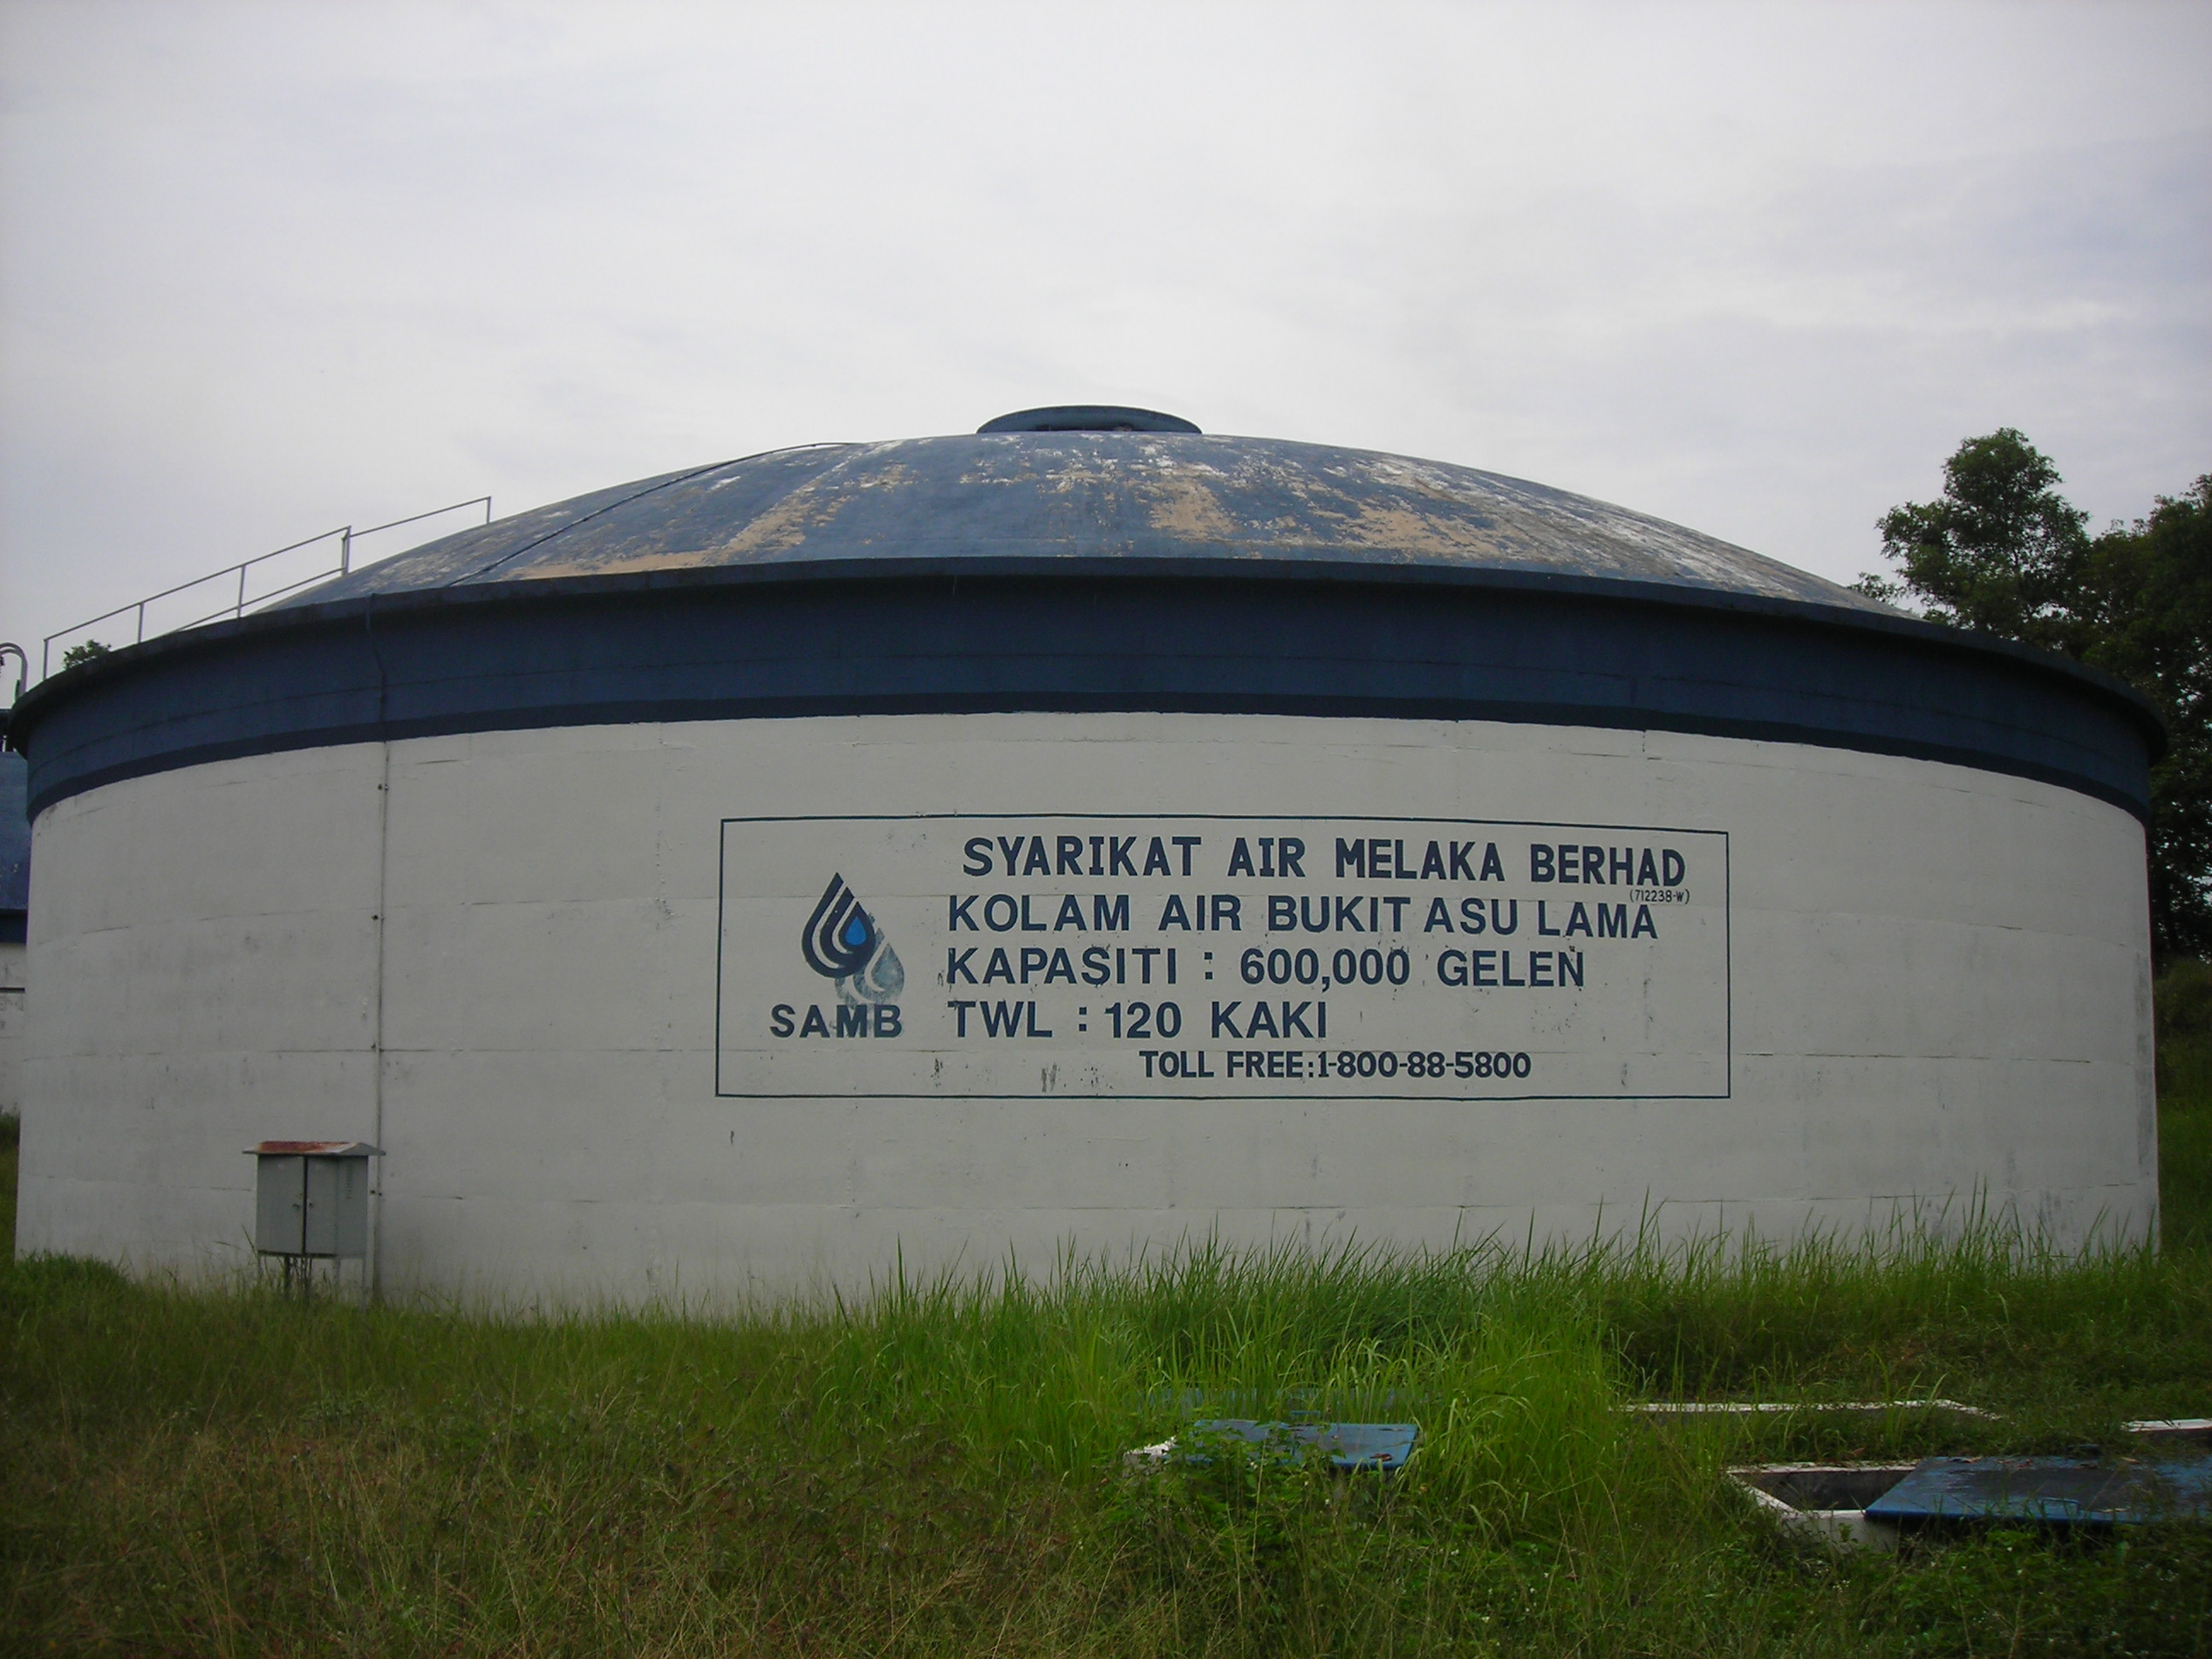 SYARIKAT AIR MELAKA BERHAD
(712238-W)
KOLAM AIR BUKIT ASU LAMA
KAPASITI : 600,000 GELEN
TWL : 120 KAKI
TOLL FREE:1-800-88-5800
SAMB